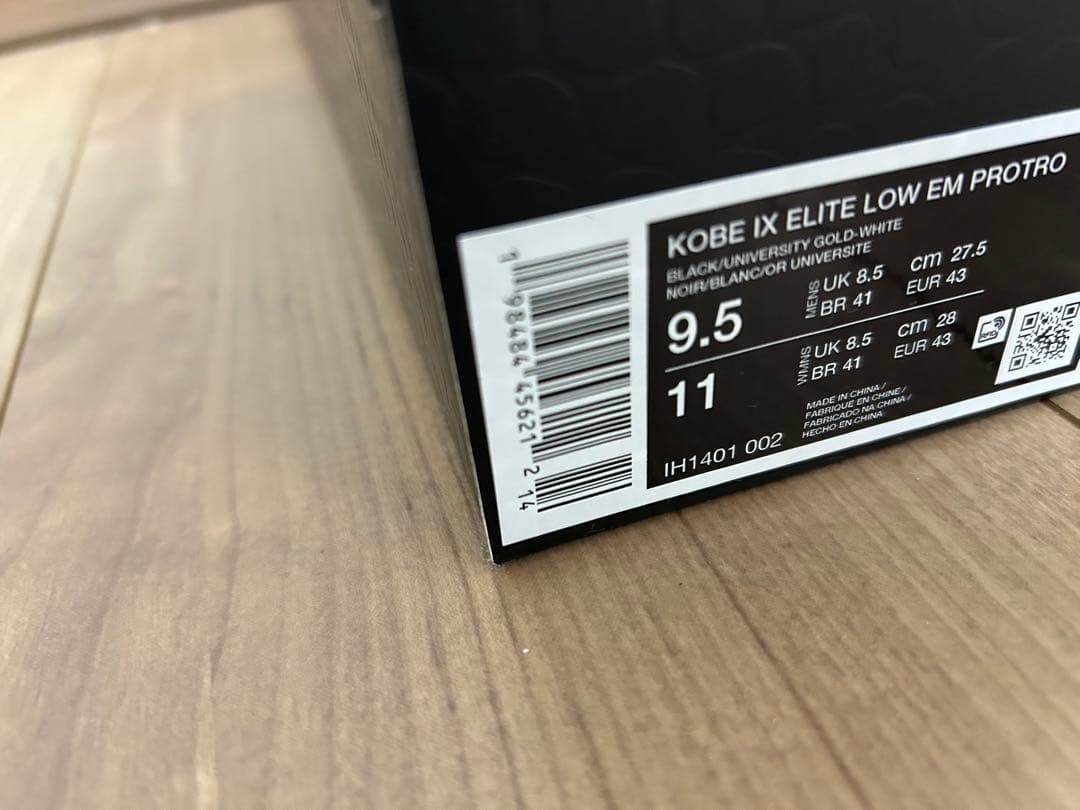 KOBE IX ELITE LOW EM PROTRO
BLACK/UNIVERSITY GOLD-WHITE
NOIR/BLANC/OR UNIVERSITE
9.5
MENS
UK 8.5 cm 27.5
BR 41 EUR 43
11
WMNS
UK 8.5 cm 28
BR 41 EUR 43
MADE IN CHINA /
FABRIQUE EN CHINE /
FABRICADO NA CHINA /
HECHO EN CHINA
IH1401 002
1 98484 45621 2 14
RFID